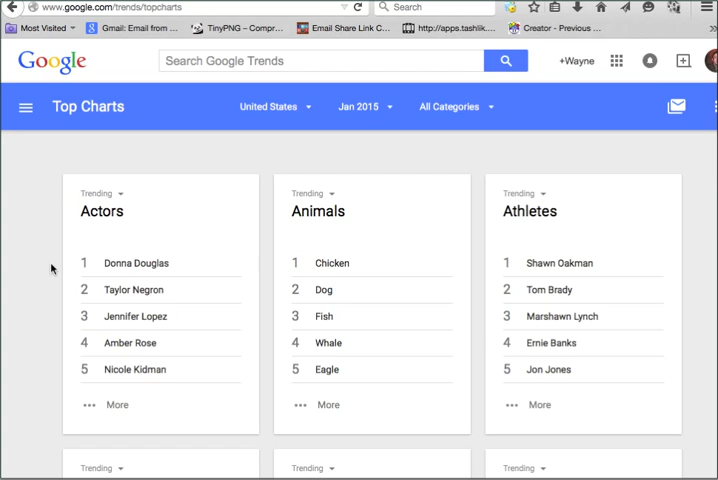 www.google.com/trends/topcharts
Search
Most Visited
Gmail: Email from ...
TinyPNG – Compr...
Email Share Link C...
http://apps.tashlik...
Creator - Previous ...
Google
Search Google Trends
+Wayne
Top Charts
United States
Jan 2015
All Categories
Trending
Actors
1 Donna Douglas
2 Taylor Negron
3 Jennifer Lopez
4 Amber Rose
5 Nicole Kidman
More
Trending
Animals
1 Chicken
2 Dog
3 Fish
4 Whale
5 Eagle
More
Trending
Athletes
1 Shawn Oakman
2 Tom Brady
3 Marshawn Lynch
4 Ernie Banks
5 Jon Jones
More
Trending
Trending
Trending